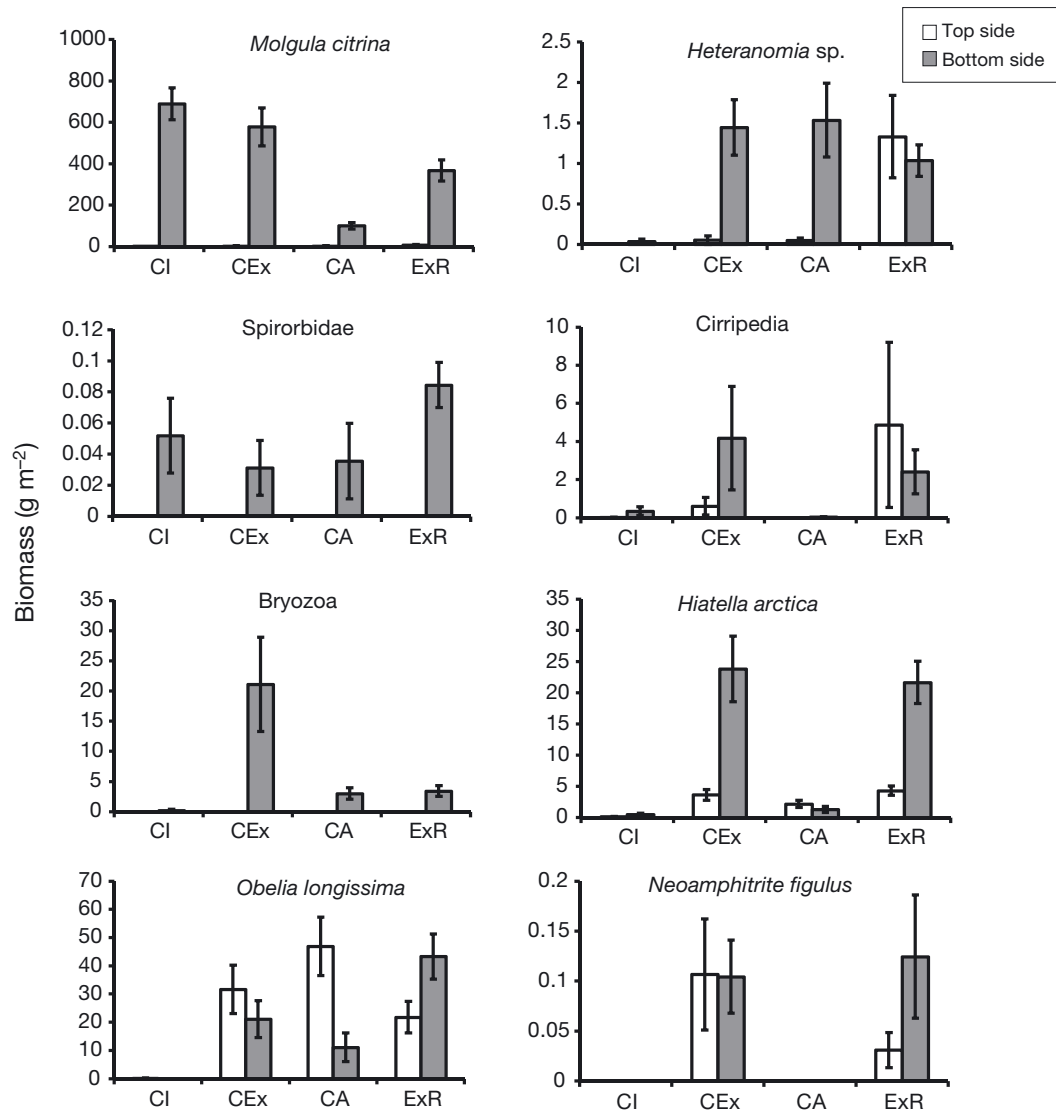 Top side
Bottom side
Molgula citrina
1000
800
600
400
200
0
CI CEx CA ExR
Heteranomia sp.
2.5
2
1.5
1
0.5
0
CI CEx CA ExR
Spirorbidae
0.12
0.1
0.08
0.06
0.04
0.02
0
CI CEx CA ExR
Cirripedia
10
8
6
4
2
0
CI CEx CA ExR
Biomass (g m⁻²)
Bryozoa
35
30
25
20
15
10
5
0
CI CEx CA ExR
Hiatella arctica
35
30
25
20
15
10
5
0
CI CEx CA ExR
Obelia longissima
70
60
50
40
30
20
10
0
CI CEx CA ExR
Neoamphitrite figulus
0.2
0.15
0.1
0.05
0
CI CEx CA ExR